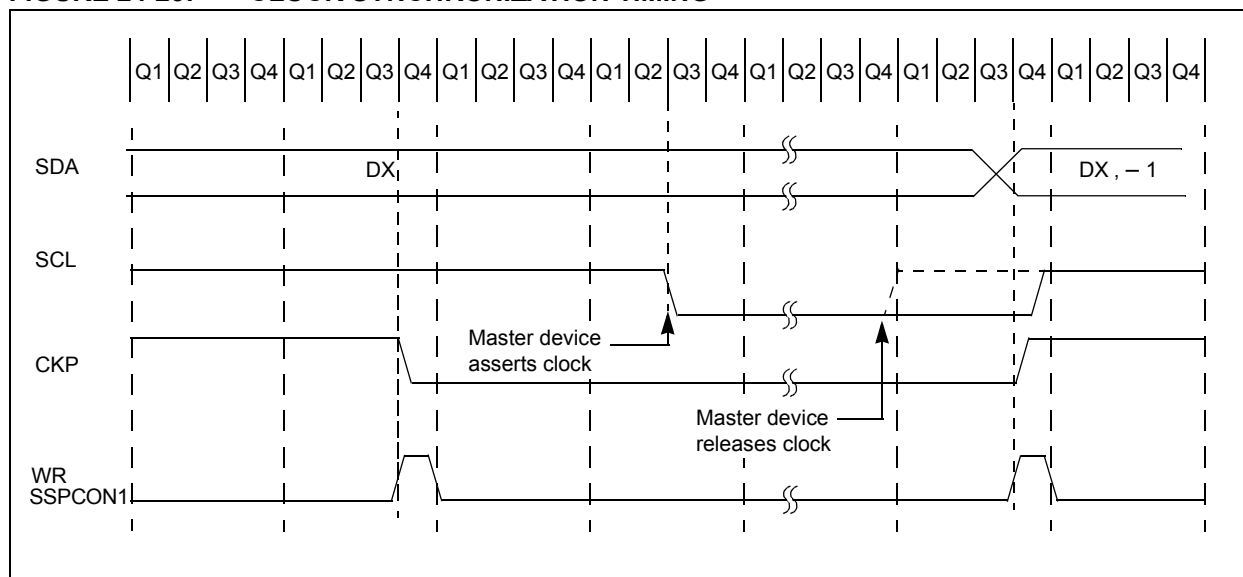 FIGURE CLOCK SYNCHRONIZATION TIMING
Q1 Q2 Q3 Q4 Q1 Q2 Q3 Q4 Q1 Q2 Q3 Q4 Q1 Q2 Q3 Q4 Q1 Q2 Q3 Q4 Q1 Q2 Q3 Q4 Q1 Q2 Q3 Q4
SDA
DX
DX , – 1
SCL
Master device
asserts clock
CKP
Master device
releases clock
WR
SSPCON1